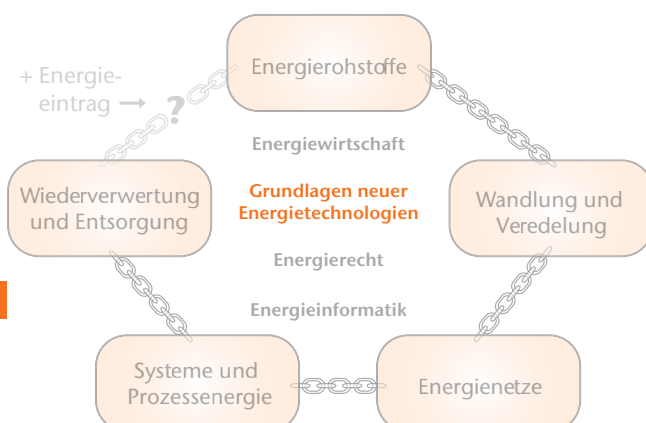 Energierohstoffe
+ Energie-
eintrag → ?
Energiewirtschaft
Wiederverwertung
und Entsorgung
Grundlagen neuer
Energietechnologien
Wandlung und
Veredelung
Energierecht
Energieinformatik
Systeme und
Prozessenergie
Energienetze